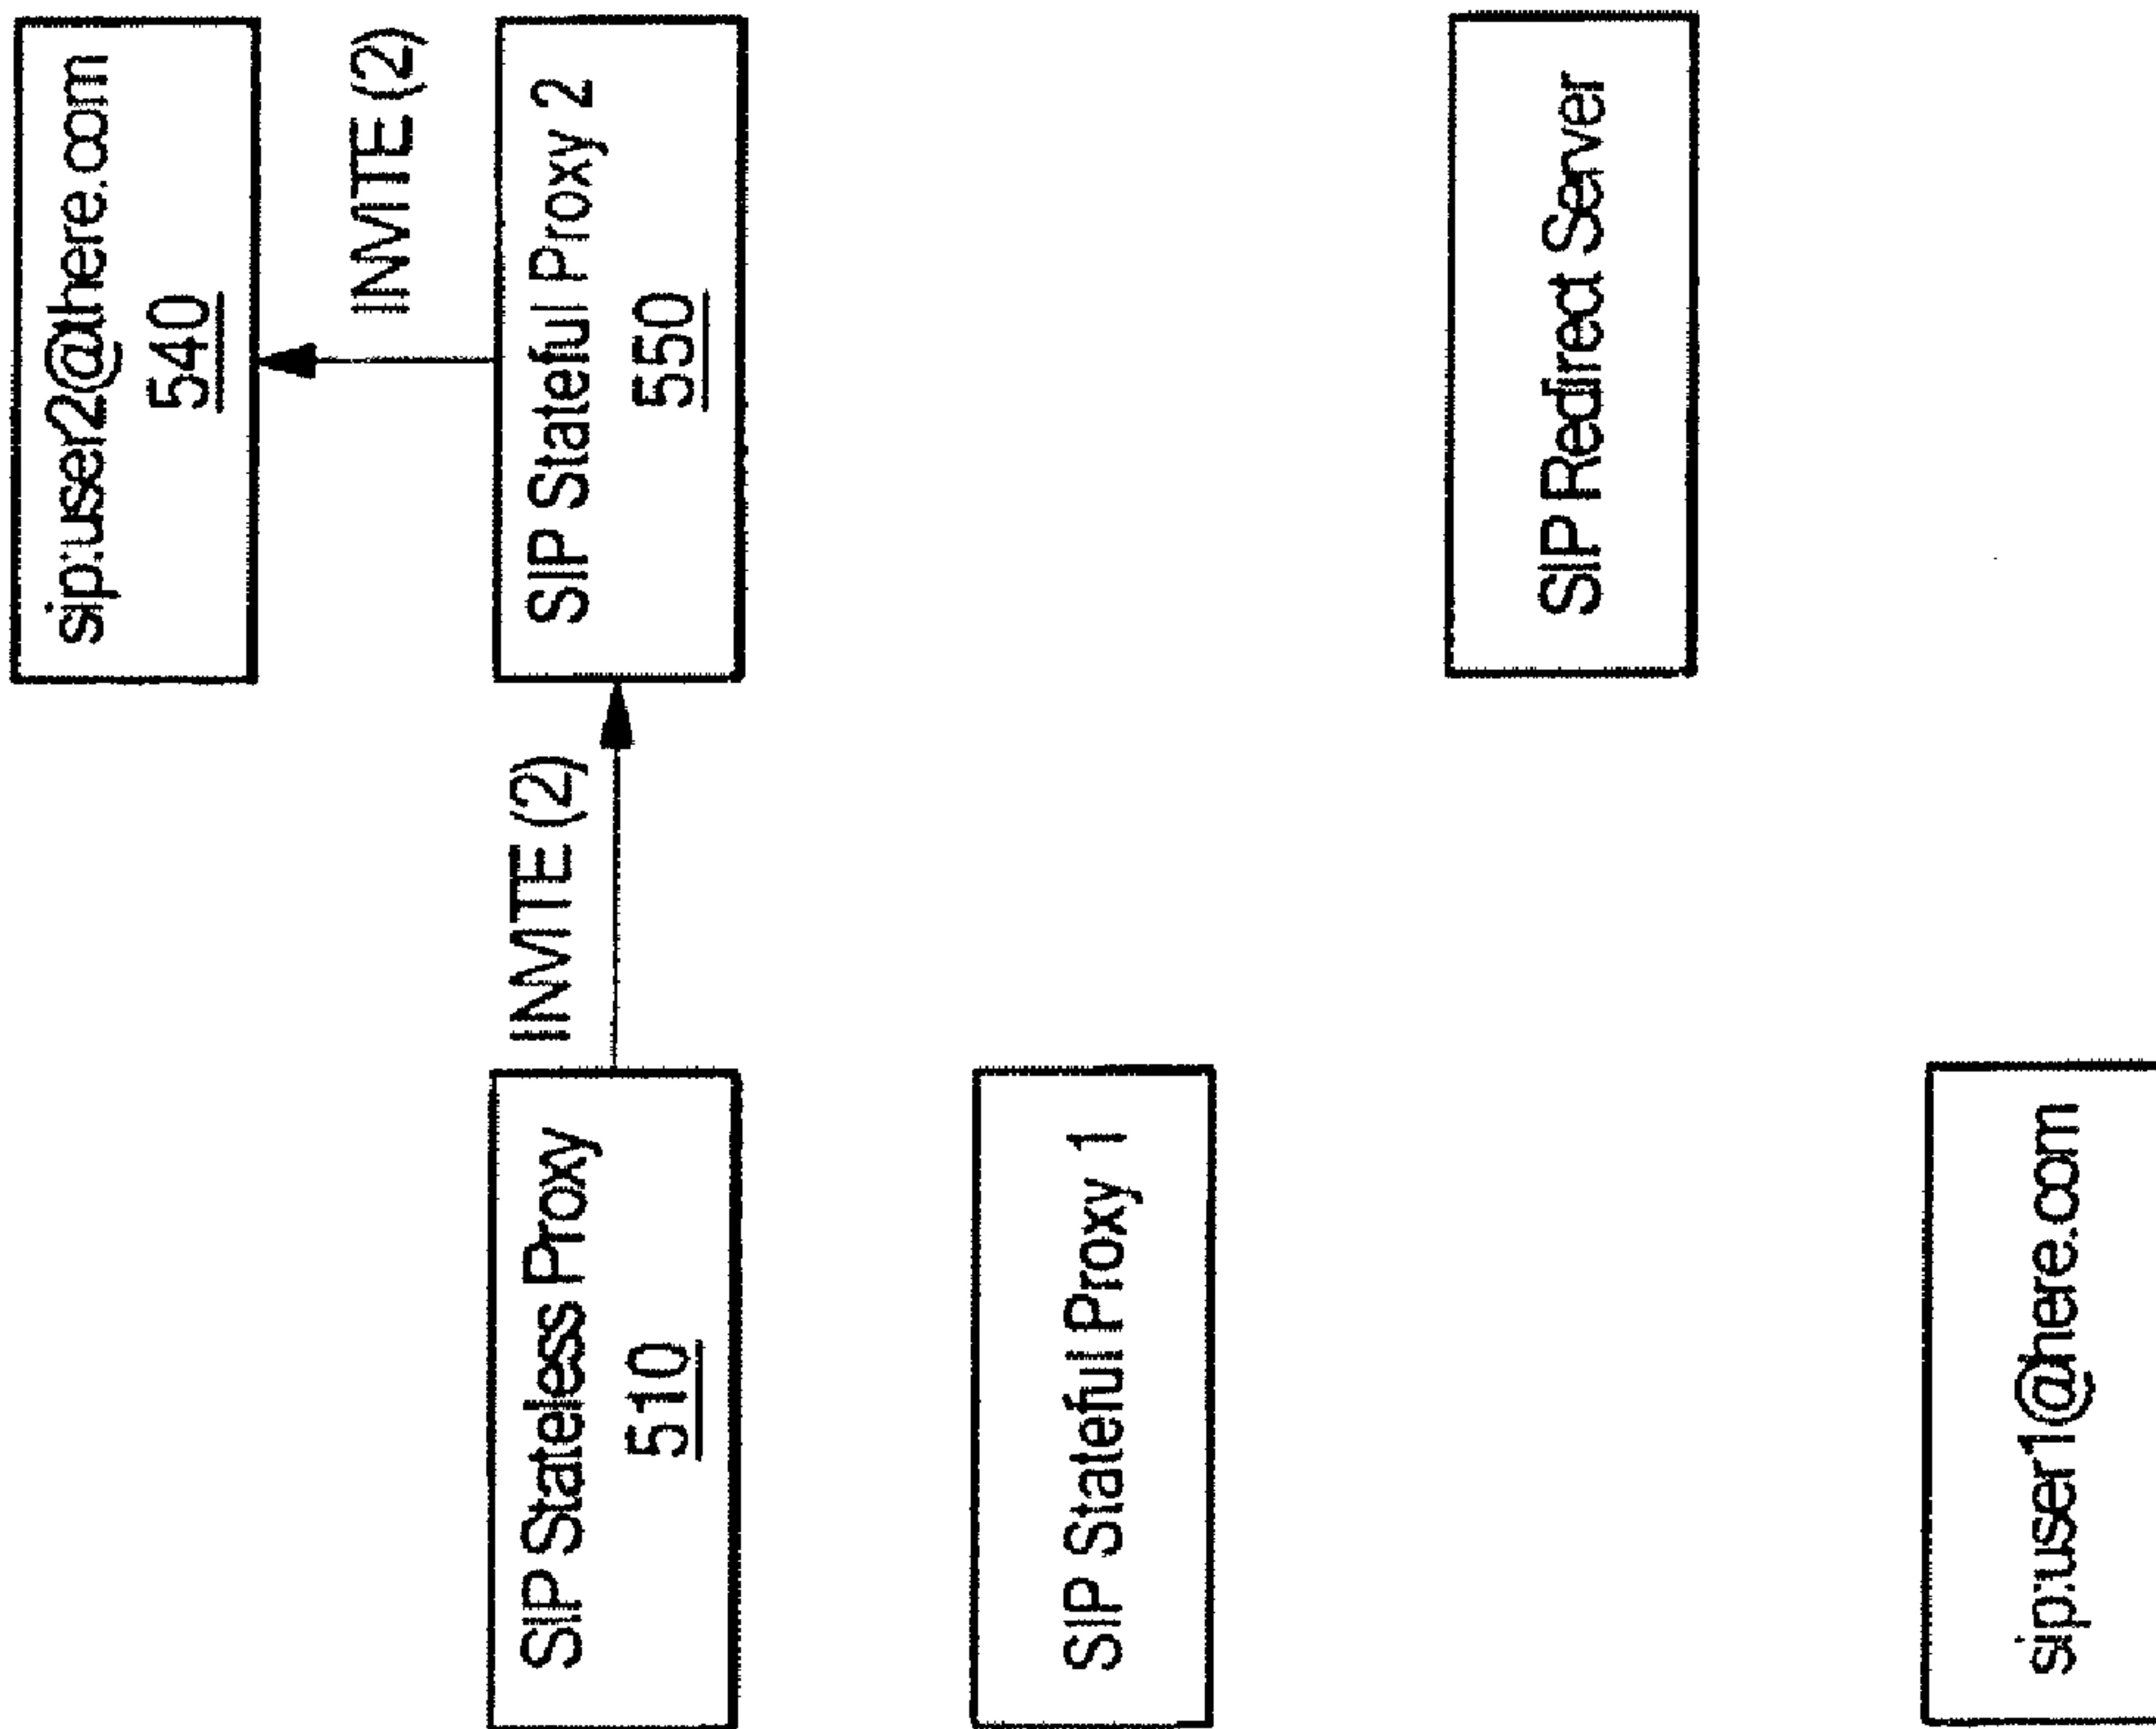 sip:user2@there.com
540
INVITE (2)
SIP Stateless Proxy
510
INVITE (2)
SIP Stateful Proxy 2
550
SIP Stateful Proxy 1
SIP Redirect Server
sip:user1@here.com